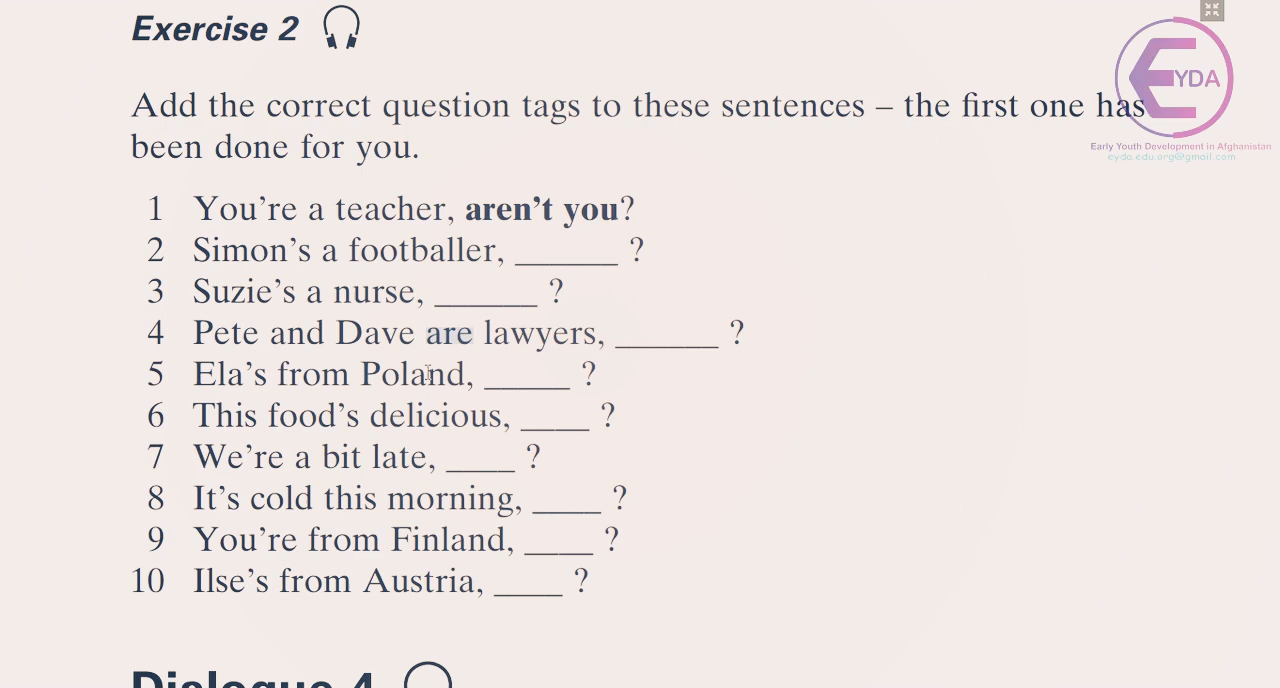 Exercise 2
Add the correct question tags to these sentences – the first one has
been done for you.
1 You’re a teacher, aren’t you?
2 Simon’s a footballer, ______ ?
3 Suzie’s a nurse, ______ ?
4 Pete and Dave are lawyers, ______ ?
5 Ela’s from Poland, _____ ?
6 This food’s delicious, ____ ?
7 We’re a bit late, ____ ?
8 It’s cold this morning, ____ ?
9 You’re from Finland, ____ ?
10 Ilse’s from Austria, ____ ?
Dialogue 4
EYDA
Early Youth Development in Afghanistan
eyda.edu.org@gmail.com